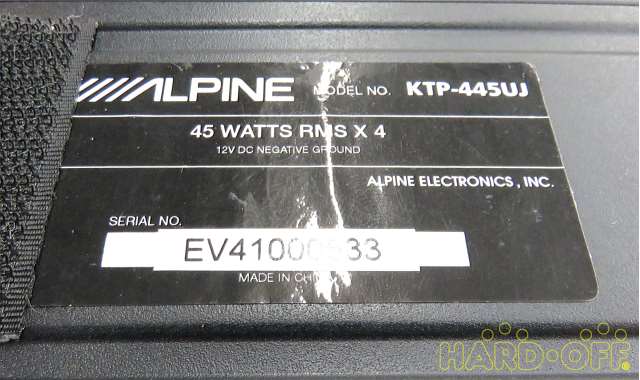 ALPINE MODEL NO. KTP-445UJ
45 WATTS RMS X 4
12V DC NEGATIVE GROUND
ALPINE ELECTRONICS, INC.
SERIAL NO.
MADE IN CHINA
HARD-OFF